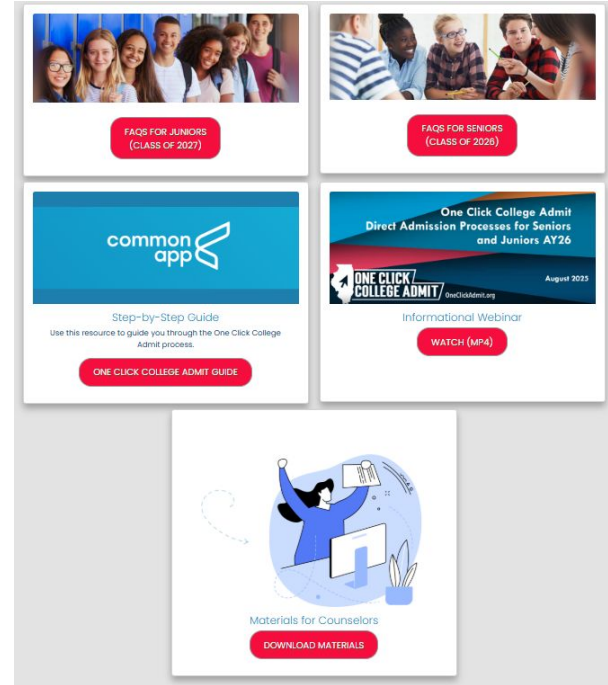 FAQS FOR JUNIORS
(CLASS OF 2027)
FAQS FOR SENIORS
(CLASS OF 2026)
common
app
Step-by-Step Guide
Use this resource to guide you through the One Click College
Admit process.
ONE CLICK COLLEGE ADMIT GUIDE
One Click College Admit
Direct Admission Processes for Seniors
and Juniors AY26
ONE CLICK
COLLEGE ADMIT
OneClickAdmit.org
August 2025
Informational Webinar
WATCH (MP4)
Materials for Counselors
DOWNLOAD MATERIALS